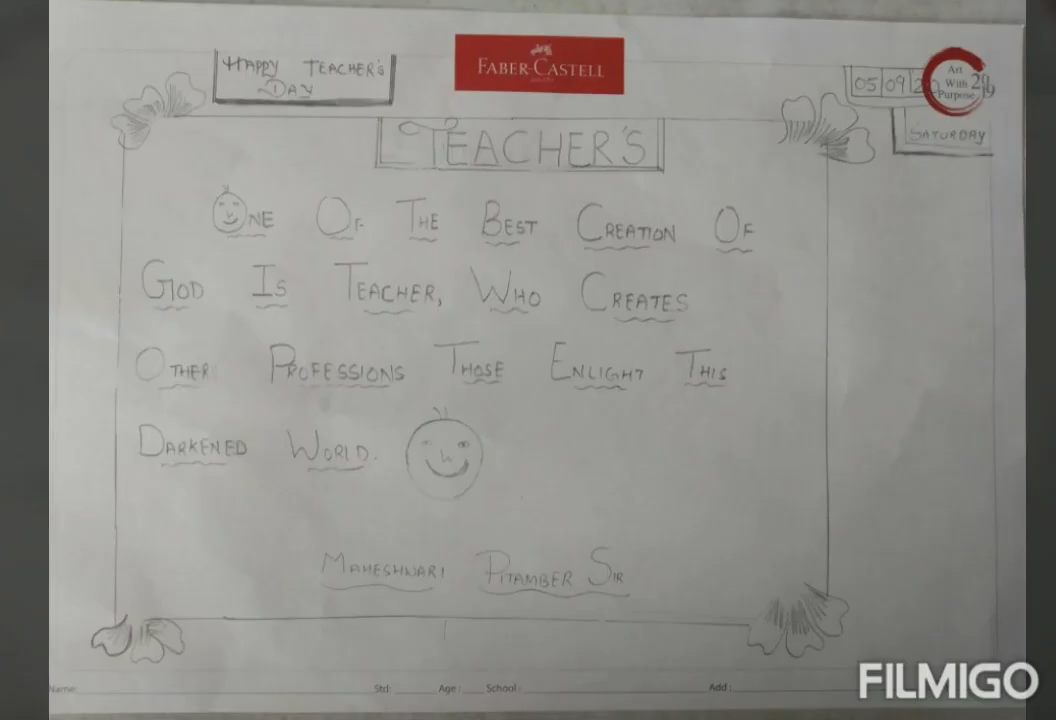 HAPPY TEACHER'S
DAY
FABER-CASTELL
05 09 20
Art
With
Purpose
SATURDAY
TEACHER'S
ONE OF THE BEST CREATION OF
GOD IS TEACHER, WHO CREATES
OTHER PROFESSIONS THOSE ENLIGHT THIS
DARKENED WORLD.
MAHESHWARI PITAMBER SIR
Name: Std: Age : School : Add :
FILMIGO